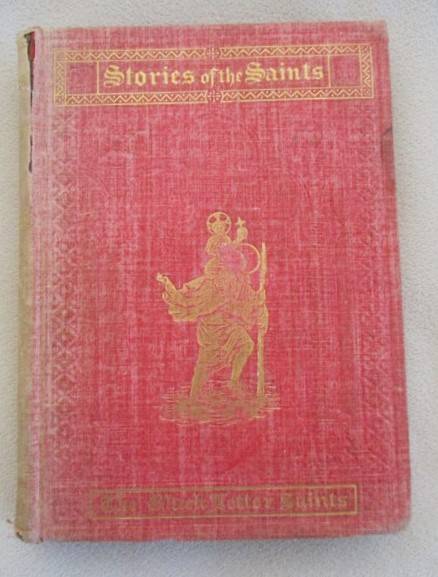 Stories of the Saints
The Black Letter Saints